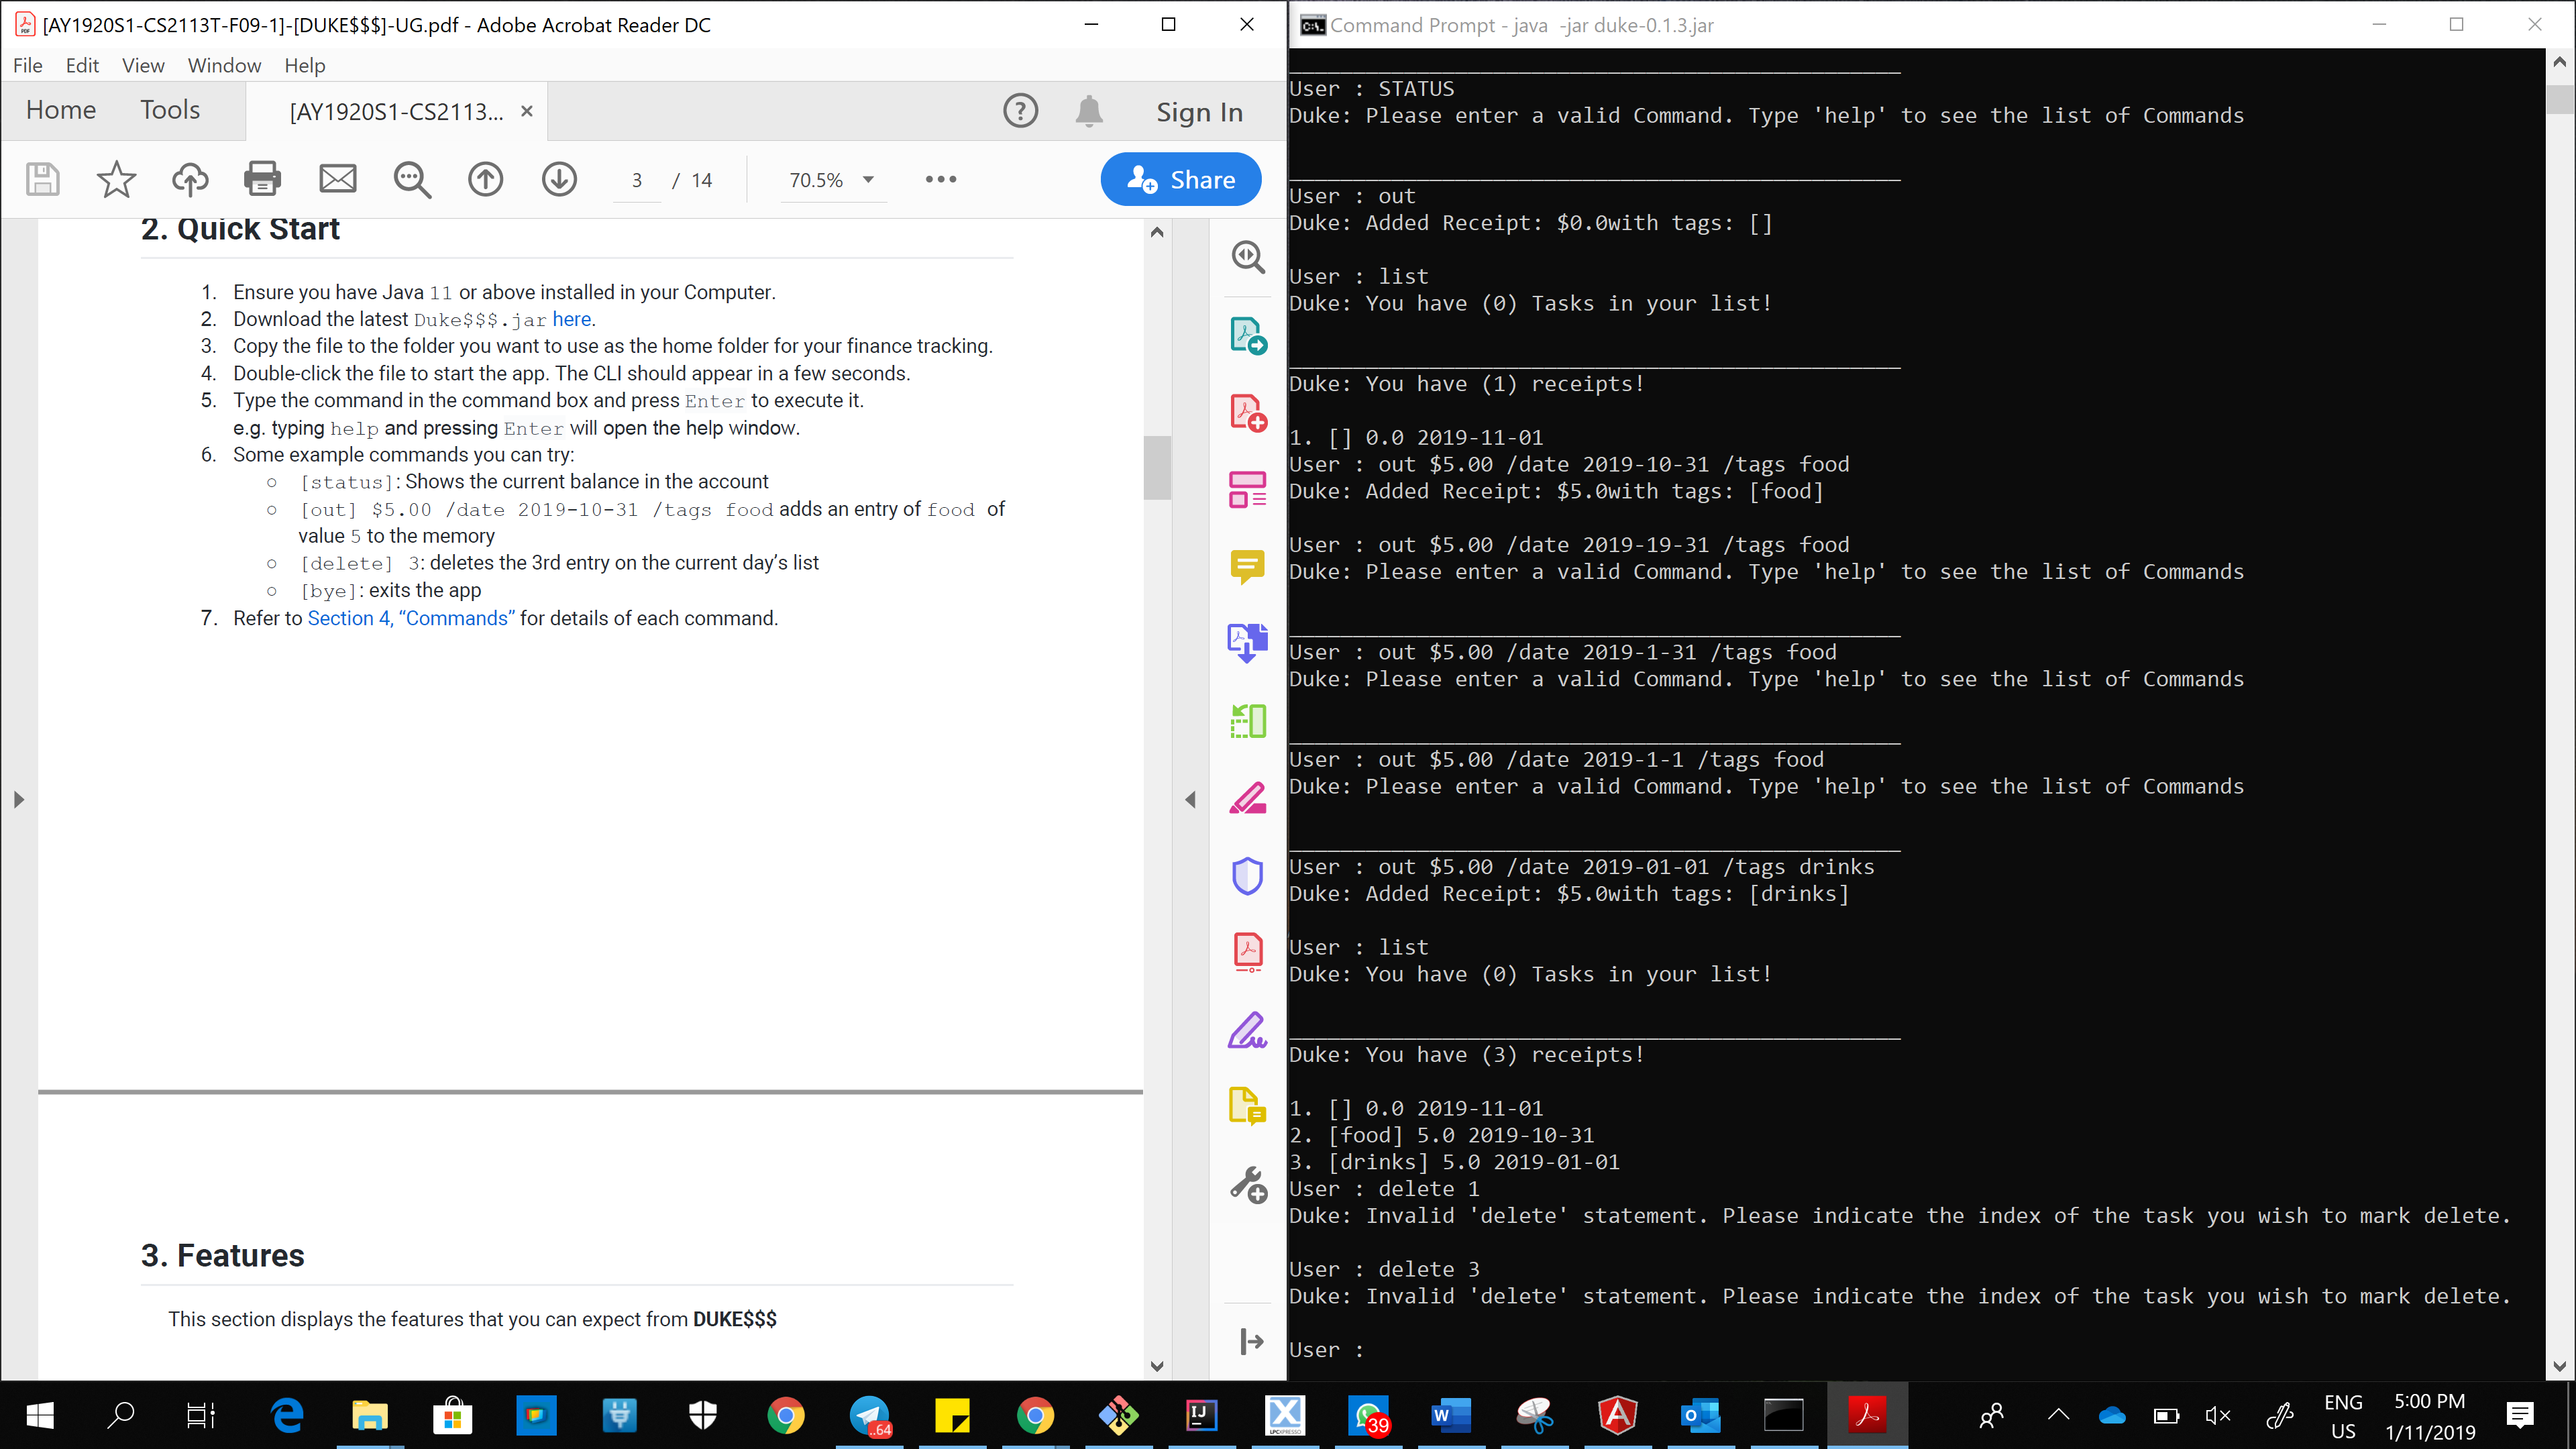 [AY1920S1-CS2113T-F09-1]-[DUKE$$$]-UG.pdf - Adobe Acrobat Reader DC
File Edit View Window Help
Home Tools [AY1920S1-CS2113... × Sign In
3 / 14 70.5% Share
2. Quick Start
1. Ensure you have Java 11 or above installed in your Computer.
2. Download the latest Duke$$$.jar here.
3. Copy the file to the folder you want to use as the home folder for your finance tracking.
4. Double-click the file to start the app. The CLI should appear in a few seconds.
5. Type the command in the command box and press Enter to execute it.
e.g. typing help and pressing Enter will open the help window.
6. Some example commands you can try:
○ [status]: Shows the current balance in the account
○ [out] $5.00 /date 2019-10-31 /tags food adds an entry of food of
value 5 to the memory
○ [delete] 3: deletes the 3rd entry on the current day’s list
○ [bye]: exits the app
7. Refer to Section 4, “Commands” for details of each command.
3. Features
This section displays the features that you can expect from DUKE$$$
Command Prompt - java -jar duke-0.1.3.jar
User : STATUS
Duke: Please enter a valid Command. Type 'help' to see the list of Commands
User : out
Duke: Added Receipt: $0.0with tags: []
User : list
Duke: You have (0) Tasks in your list!
Duke: You have (1) receipts!
1. [] 0.0 2019-11-01
User : out $5.00 /date 2019-10-31 /tags food
Duke: Added Receipt: $5.0with tags: [food]
User : out $5.00 /date 2019-19-31 /tags food
Duke: Please enter a valid Command. Type 'help' to see the list of Commands
User : out $5.00 /date 2019-1-31 /tags food
Duke: Please enter a valid Command. Type 'help' to see the list of Commands
User : out $5.00 /date 2019-1-1 /tags food
Duke: Please enter a valid Command. Type 'help' to see the list of Commands
User : out $5.00 /date 2019-01-01 /tags drinks
Duke: Added Receipt: $5.0with tags: [drinks]
User : list
Duke: You have (0) Tasks in your list!
Duke: You have (3) receipts!
1. [] 0.0 2019-11-01
2. [food] 5.0 2019-10-31
3. [drinks] 5.0 2019-01-01
User : delete 1
Duke: Invalid 'delete' statement. Please indicate the index of the task you wish to mark delete.
User : delete 3
Duke: Invalid 'delete' statement. Please indicate the index of the task you wish to mark delete.
User :
..64
IJ
LPCXPRESSO
39
ENG
US
5:00 PM
1/11/2019